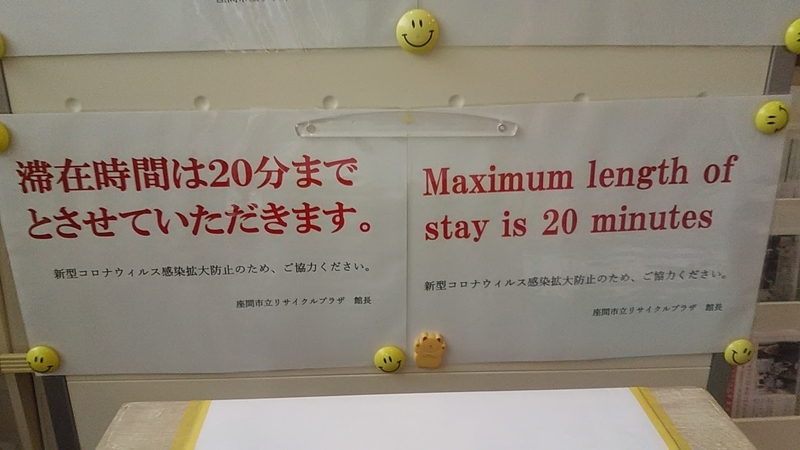 滞在時間は20分まで
とさせていただきます。
新型コロナウィルス感染拡大防止のため、ご協力ください。
座間市立リサイクルプラザ　館長
Maximum length of
stay is 20 minutes
新型コロナウィルス感染拡大防止のため、ご協力ください。
座間市立リサイクルプラザ　館長